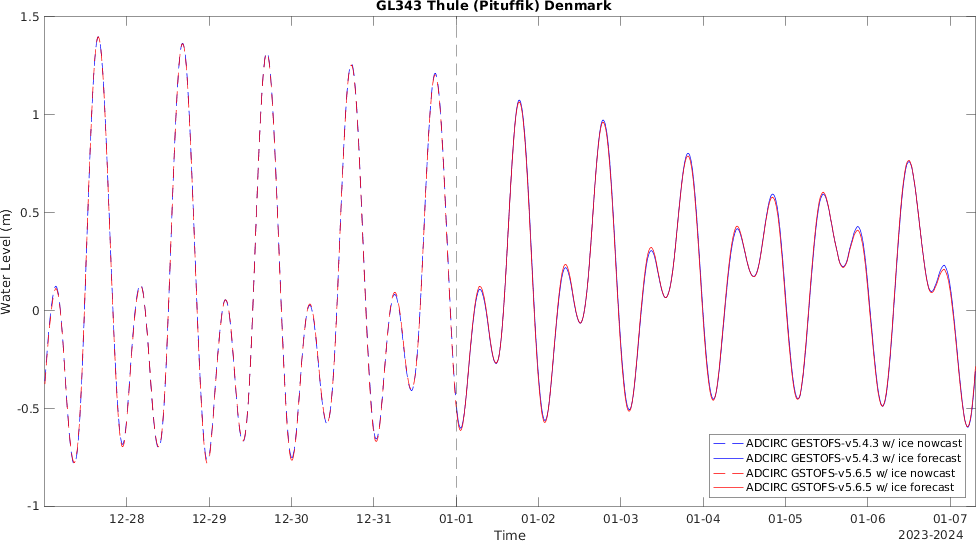 GL343 Thule (Pituffik) Denmark
1.5
1
0.5
0
-0.5
-1
Water Level (m)
12-28
12-29
12-30
12-31
01-01
01-02
01-03
01-04
01-05
01-06
01-07
Time
2023-2024
ADCIRC GESTOFS-v5.4.3 w/ ice nowcast
ADCIRC GESTOFS-v5.4.3 w/ ice forecast
ADCIRC GSTOFS-v5.6.5 w/ ice nowcast
ADCIRC GSTOFS-v5.6.5 w/ ice forecast